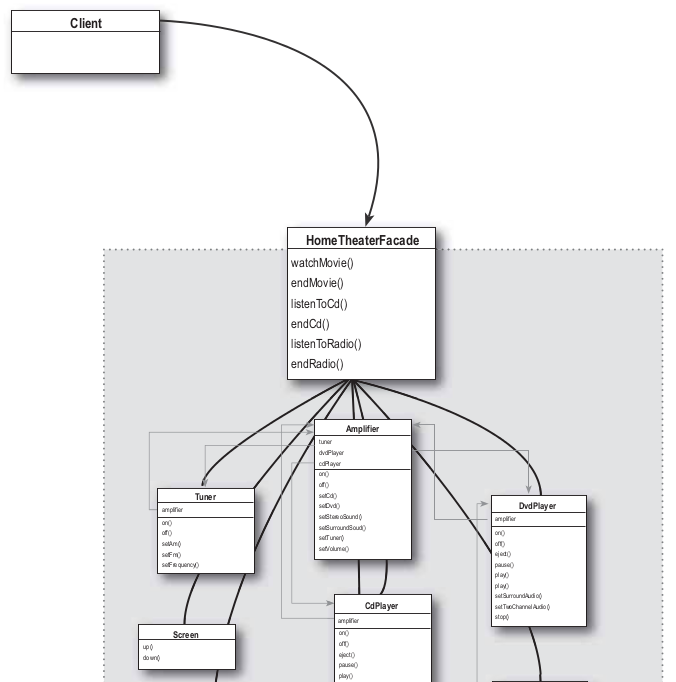 Client
HomeTheaterFacade
watchMovie()
endMovie()
listenToCd()
endCd()
listenToRadio()
endRadio()
Amplifier
tuner
dvdPlayer
cdPlayer
on()
off()
setCd()
setDvd()
setStereoSound()
setSurroundSoud()
setTuner()
setVolume()
Tuner
amplifier
on()
off()
setAm()
setFm()
setFrequency()
DvdPlayer
amplifier
on()
off()
eject()
pause()
play()
play()
setSurroundAudio()
setTwoChannelAudio()
stop()
Screen
up()
down()
CdPlayer
amplifier
on()
off()
eject()
pause()
play()